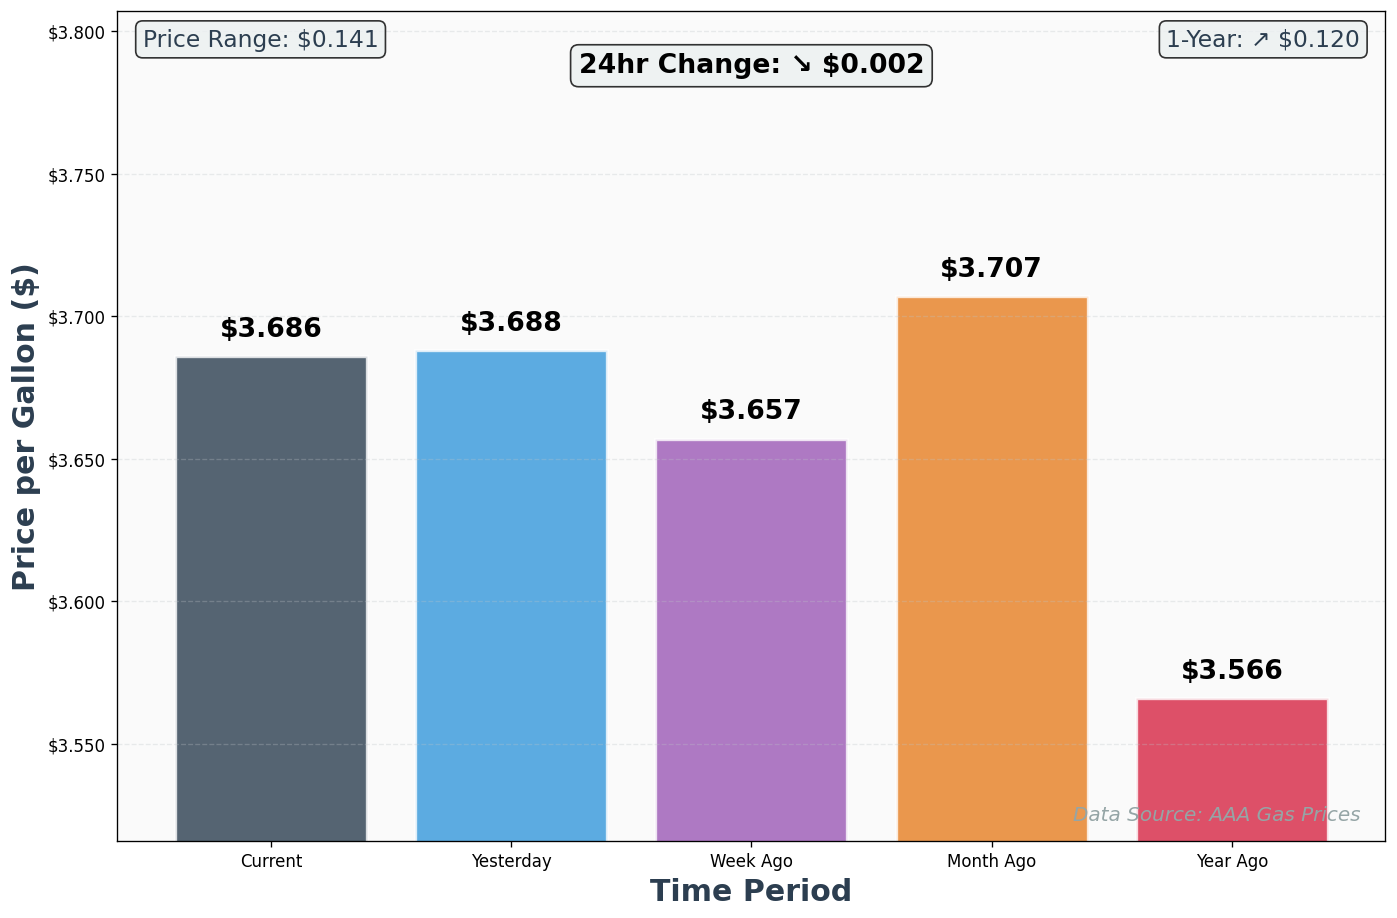 Price Range: $0.141
1-Year: ↗ $0.120
24hr Change: ↘ $0.002
Price per Gallon ($)
$3.800
$3.750
$3.700
$3.650
$3.600
$3.550
$3.686
$3.688
$3.657
$3.707
$3.566
Data Source: AAA Gas Prices
Current
Yesterday
Week Ago
Month Ago
Year Ago
Time Period